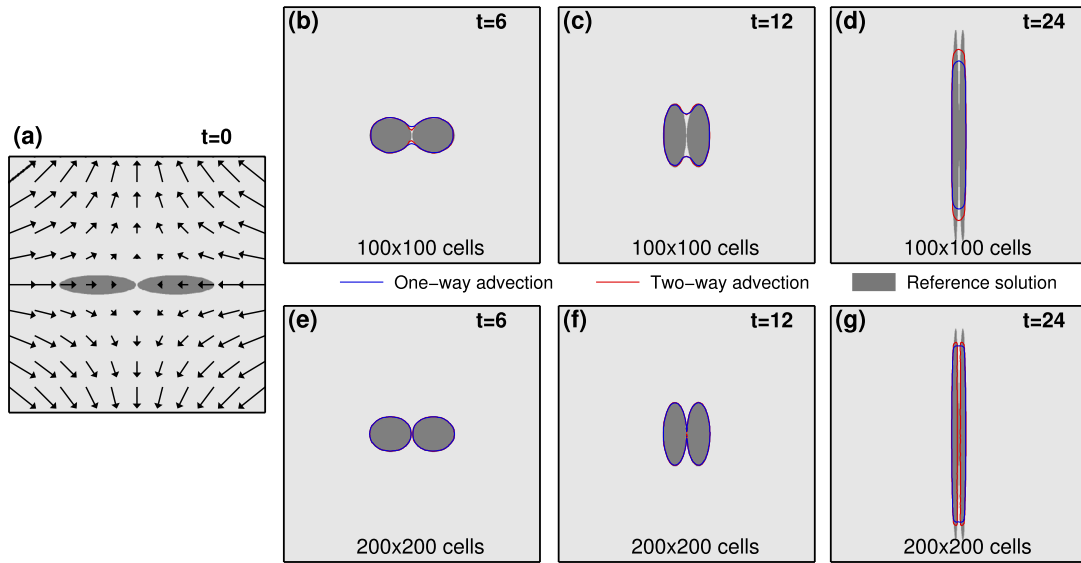 (a) t=0
(b) t=6
100x100 cells
(c) t=12
100x100 cells
(d) t=24
100x100 cells
One-way advection Two-way advection Reference solution
(e) t=6
200x200 cells
(f) t=12
200x200 cells
(g) t=24
200x200 cells